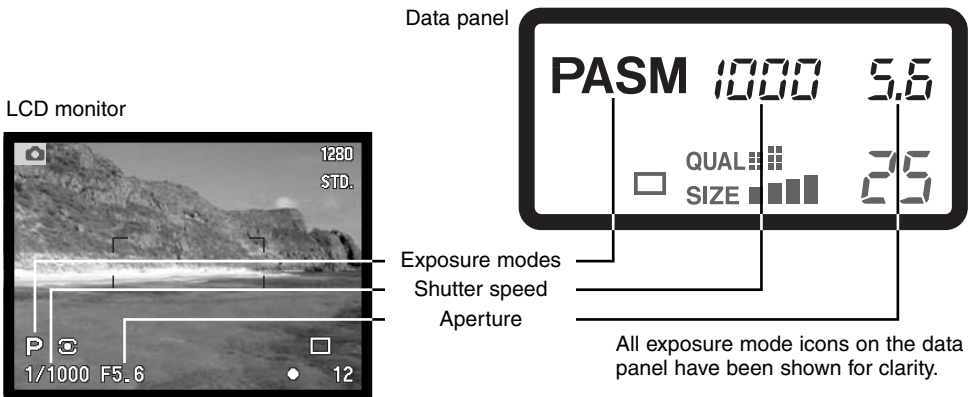 Data panel
PASM 1000 5.6
QUAL
SIZE
25
LCD monitor
1280
STD.
P
1/1000 F5.6
12
Exposure modes
Shutter speed
Aperture
All exposure mode icons on the data
panel have been shown for clarity.